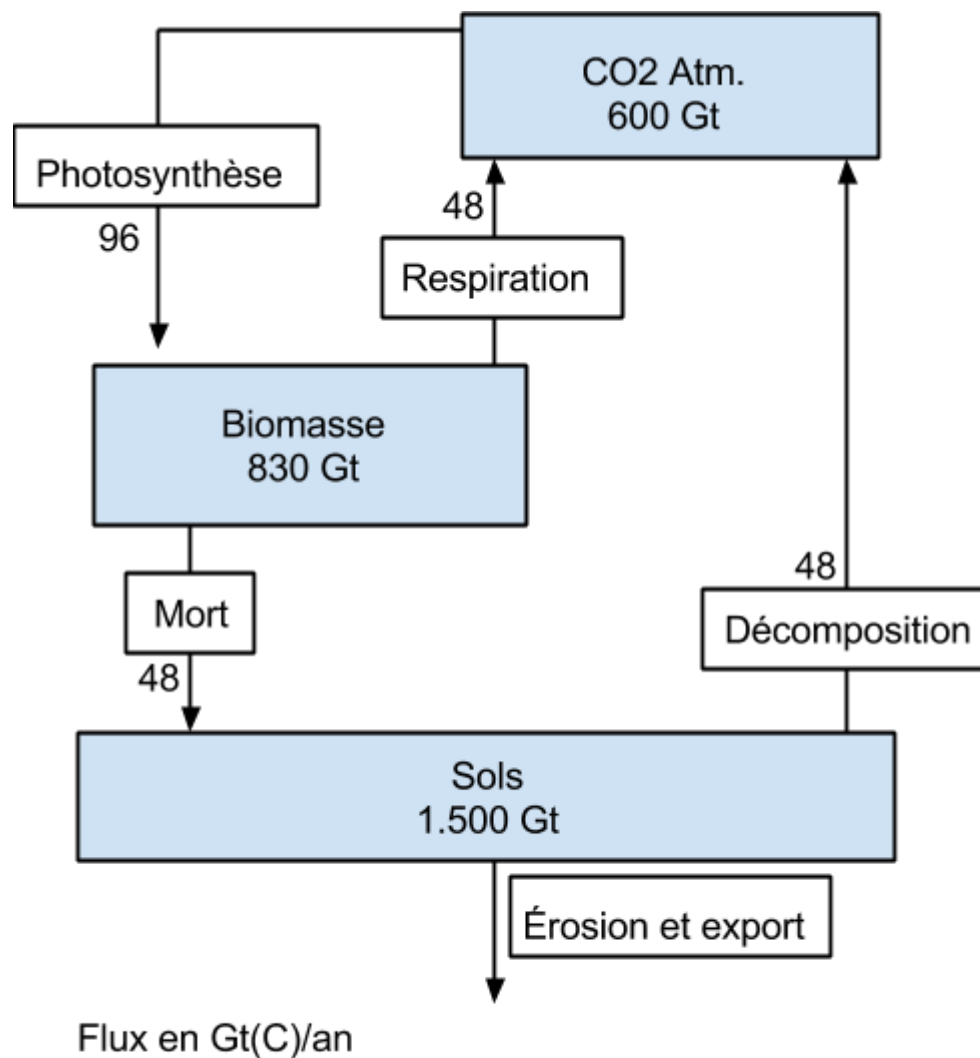 CO2 Atm.
600 Gt
Photosynthèse
96
48
Respiration
Biomasse
830 Gt
48
Mort
Décomposition
48
Sols
1.500 Gt
Érosion et export
Flux en Gt(C)/an